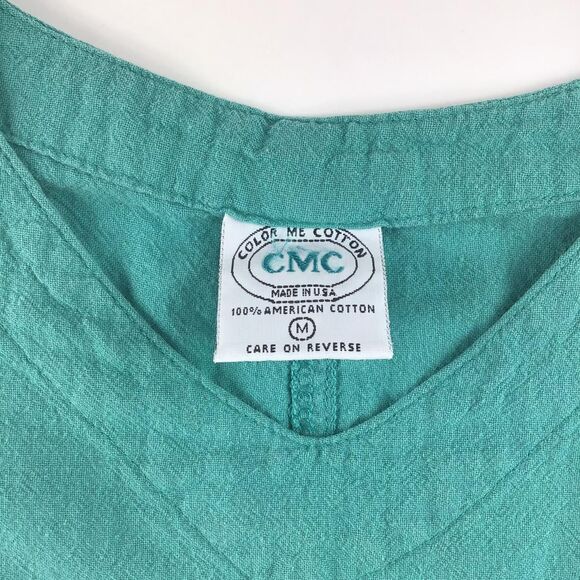 COLOR ME COTTON
CMC
MADE IN USA
100% AMERICAN COTTON
M
CARE ON REVERSE